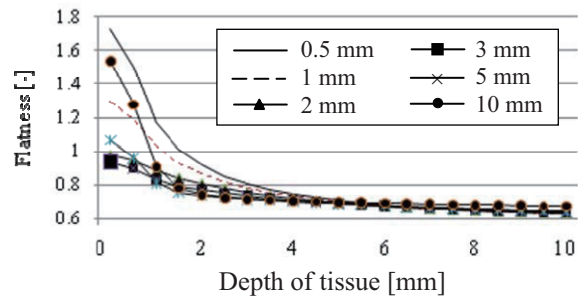 1.8
1.6
1.4
1.2
1
0.8
0.6
Flatness [-]
0.5 mm
3 mm
1 mm
5 mm
2 mm
10 mm
0 2 4 6 8 10
Depth of tissue [mm]